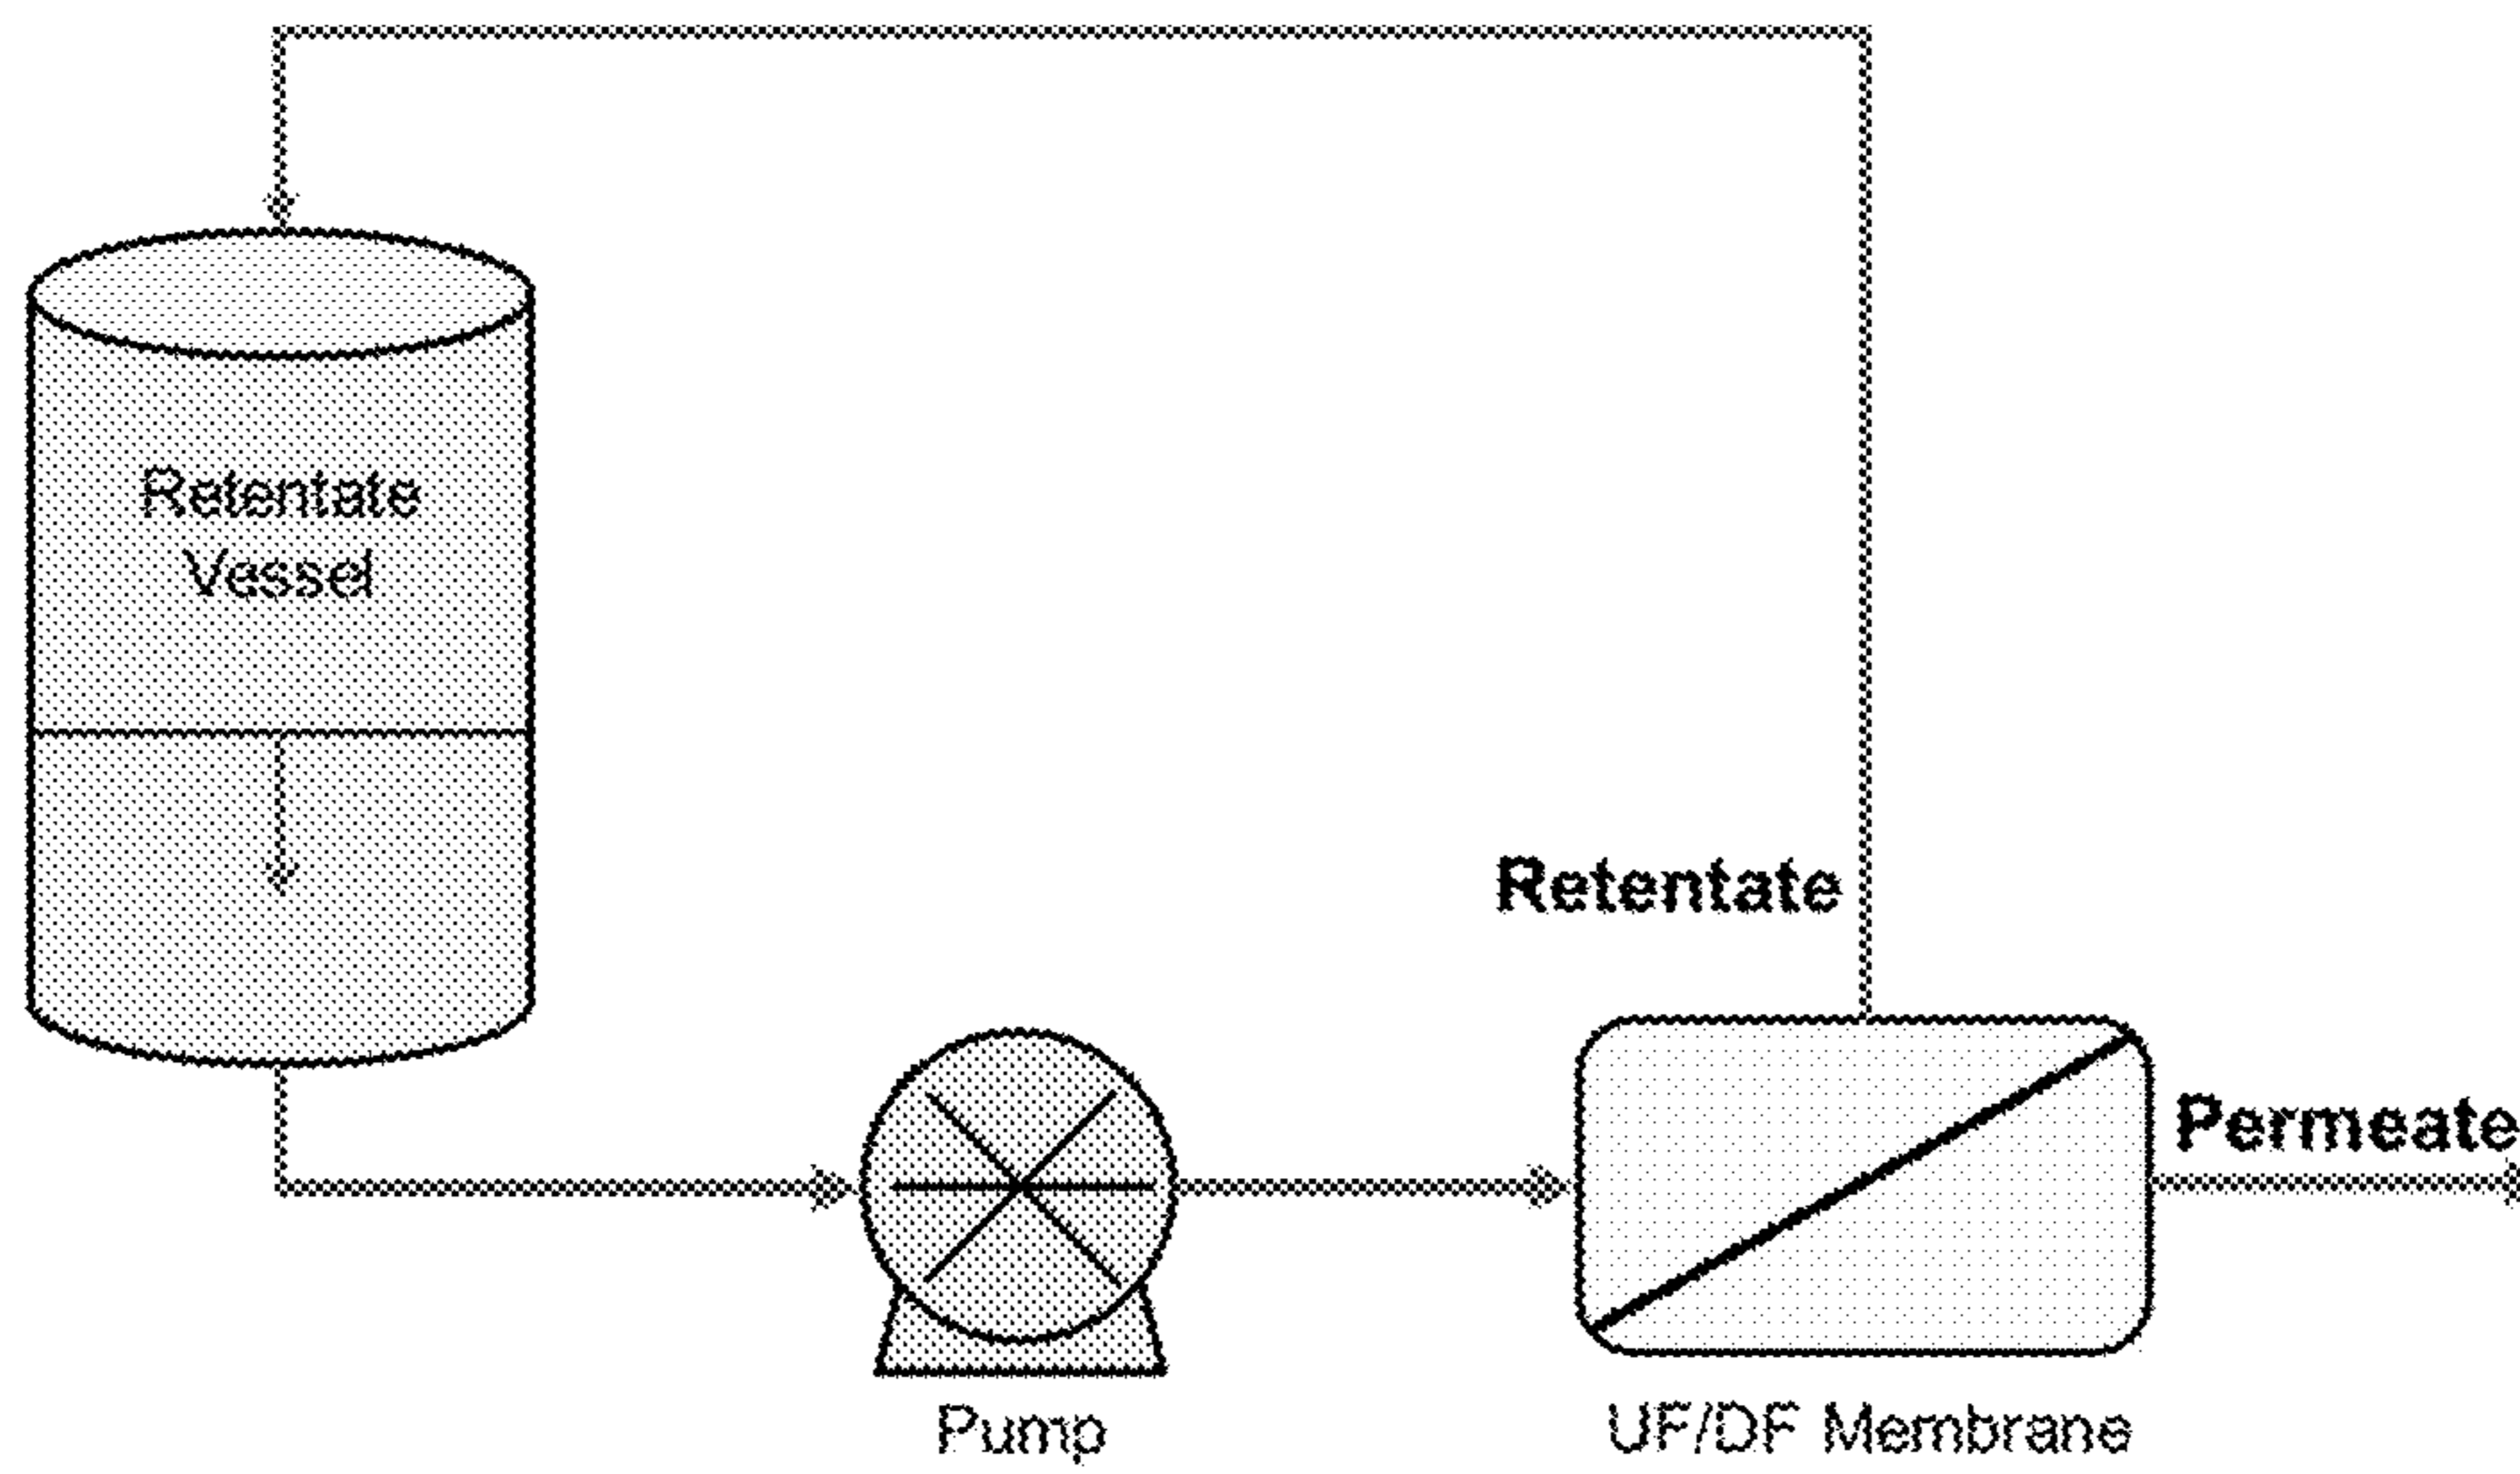 Retentate
Vessel
Retentate
Permeate
Pump
UF/DF Membrane